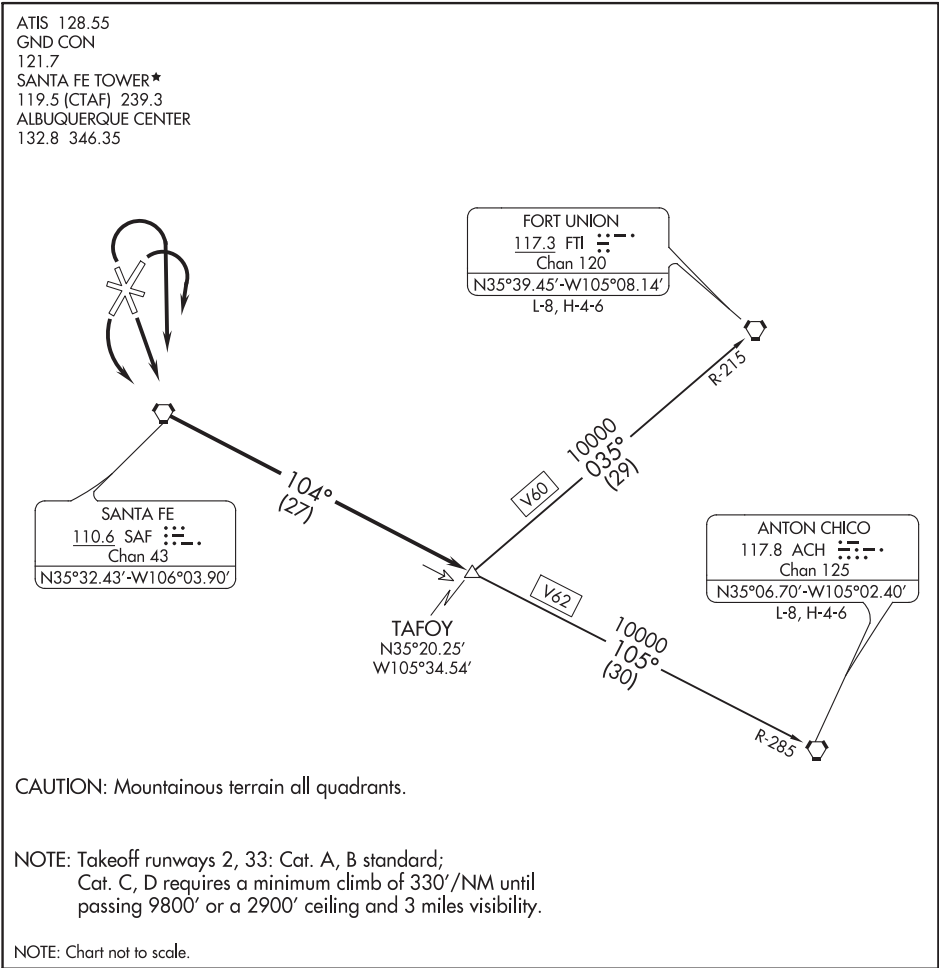 ATIS 128.55
GND CON
121.7
SANTA FE TOWER★
119.5 (CTAF) 239.3
ALBUQUERQUE CENTER
132.8 346.35
FORT UNION
117.3 FTI
Chan 120
N35°39.45'-W105°08.14'
L-8, H-4-6
R-215
10000
035°
(29)
V60
104°
(27)
SANTA FE
110.6 SAF
Chan 43
N35°32.43'-W106°03.90'
ANTON CHICO
117.8 ACH
Chan 125
N35°06.70'-W105°02.40'
L-8, H-4-6
TAFOY
N35°20.25'
W105°34.54'
V62
10000
105°
(30)
R-285
CAUTION: Mountainous terrain all quadrants.
NOTE: Takeoff runways 2, 33: Cat. A, B standard;
Cat. C, D requires a minimum climb of 330'/NM until
passing 9800' or a 2900' ceiling and 3 miles visibility.
NOTE: Chart not to scale.